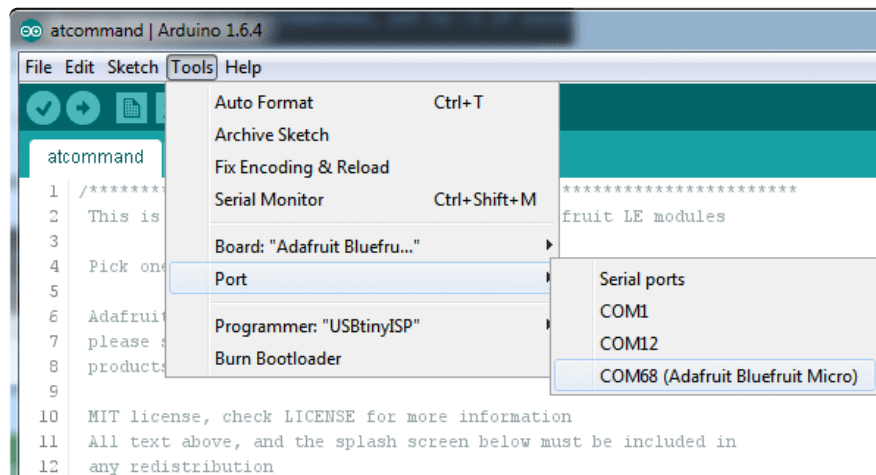 atcommand | Arduino 1.6.4
File Edit Sketch Tools Help
Auto Format Ctrl+T
Archive Sketch
Fix Encoding & Reload
Serial Monitor Ctrl+Shift+M
Board: "Adafruit Bluefru..."
Port
Programmer: "USBtinyISP"
Burn Bootloader
Serial ports
COM1
COM12
COM68 (Adafruit Bluefruit Micro)
atcommand
1 /********* ***********************
2 This is fruit LE modules
3
4 Pick one
5
6 Adafruit
7 please
8 products
9
10 MIT license, check LICENSE for more information
11 All text above, and the splash screen below must be included in
12 any redistribution